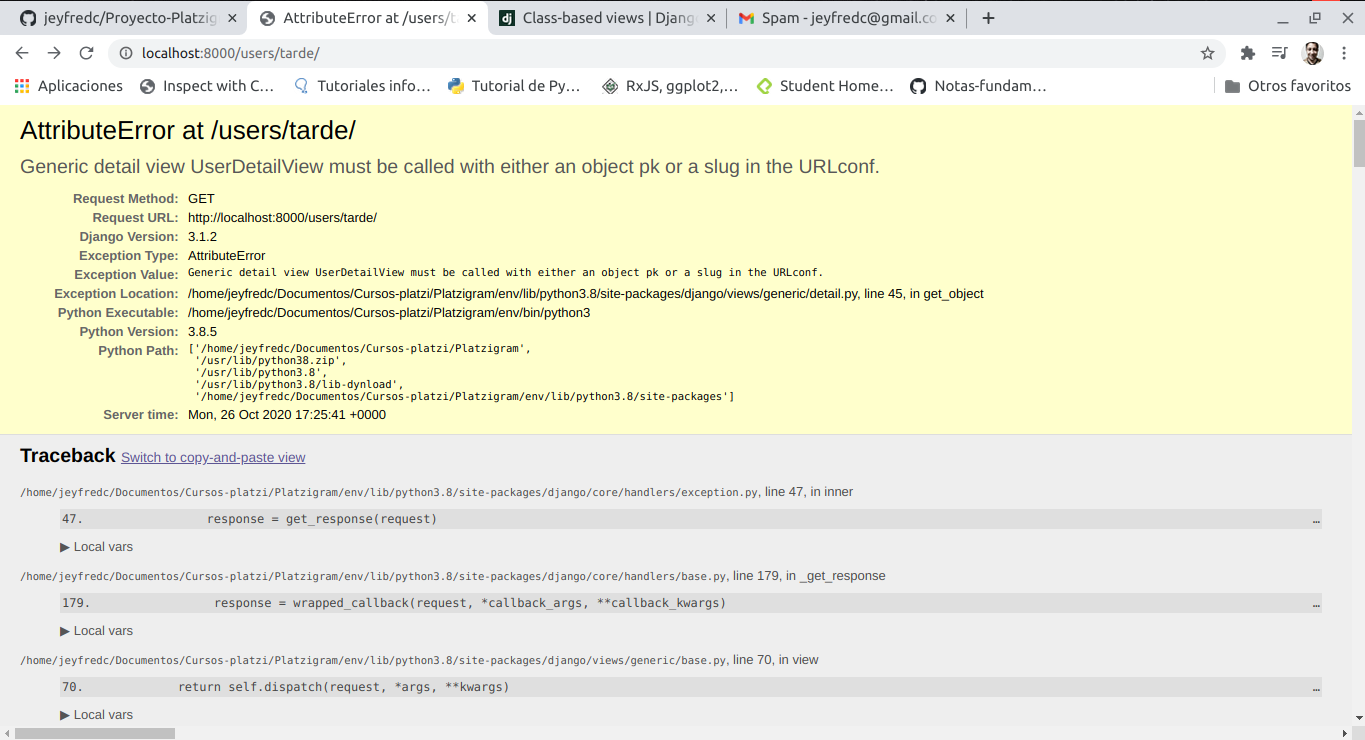 jeyfredc/Proyecto-Platzig
AttributeError at /users/ta
Class-based views | Django
Spam - jeyfredc@gmail.co
localhost:8000/users/tarde/
Aplicaciones
Inspect with C...
Tutoriales info...
Tutorial de Py...
RxJS, ggplot2,...
Student Home...
Notas-fundam...
Otros favoritos
AttributeError at /users/tarde/
Generic detail view UserDetailView must be called with either an object pk or a slug in the URLconf.
Request Method: GET
Request URL: http://localhost:8000/users/tarde/
Django Version: 3.1.2
Exception Type: AttributeError
Exception Value: Generic detail view UserDetailView must be called with either an object pk or a slug in the URLconf.
Exception Location: /home/jeyfredc/Documentos/Cursos-platzi/Platzigram/env/lib/python3.8/site-packages/django/views/generic/detail.py, line 45, in get_object
Python Executable: /home/jeyfredc/Documentos/Cursos-platzi/Platzigram/env/bin/python3
Python Version: 3.8.5
Python Path: ['/home/jeyfredc/Documentos/Cursos-platzi/Platzigram',
'/usr/lib/python38.zip',
'/usr/lib/python3.8',
'/usr/lib/python3.8/lib-dynload',
'/home/jeyfredc/Documentos/Cursos-platzi/Platzigram/env/lib/python3.8/site-packages']
Server time: Mon, 26 Oct 2020 17:25:41 +0000
Traceback Switch to copy-and-paste view
/home/jeyfredc/Documentos/Cursos-platzi/Platzigram/env/lib/python3.8/site-packages/django/core/handlers/exception.py, line 47, in inner
47. response = get_response(request) …
▶ Local vars
/home/jeyfredc/Documentos/Cursos-platzi/Platzigram/env/lib/python3.8/site-packages/django/core/handlers/base.py, line 179, in _get_response
179. response = wrapped_callback(request, *callback_args, **callback_kwargs) …
▶ Local vars
/home/jeyfredc/Documentos/Cursos-platzi/Platzigram/env/lib/python3.8/site-packages/django/views/generic/base.py, line 70, in view
70. return self.dispatch(request, *args, **kwargs) …
▶ Local vars